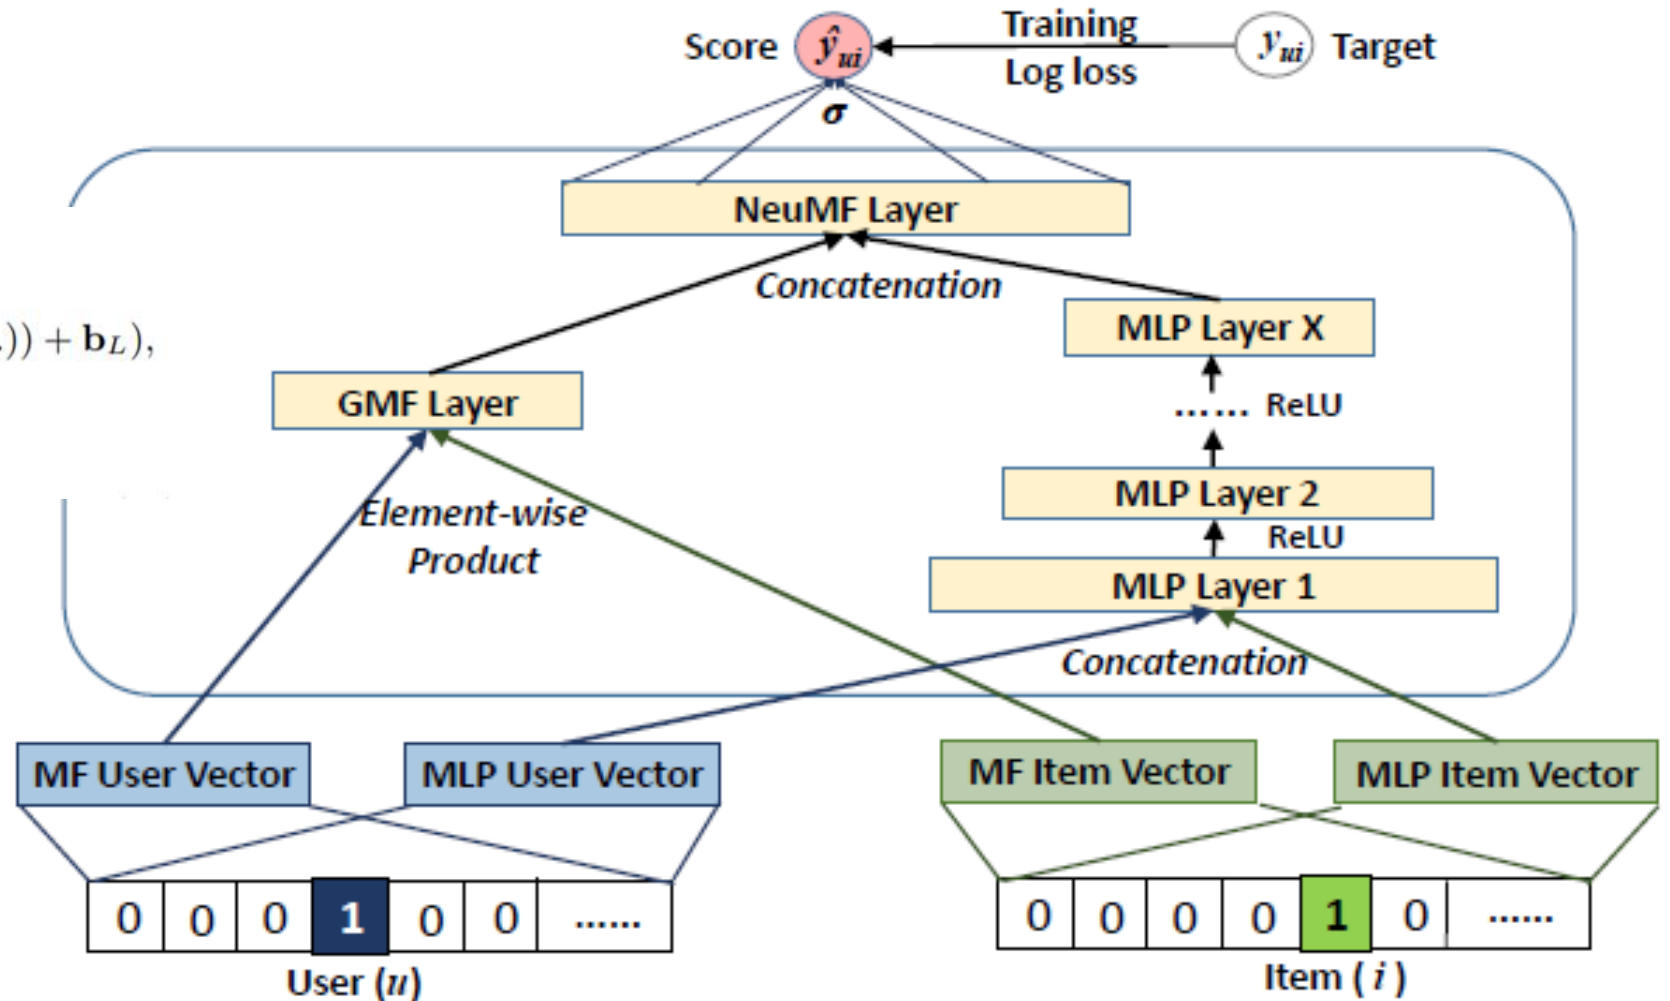 Score ŷui Training yui Target
Log loss
σ
NeuMF Layer
Concatenation
MLP Layer X
.)) + bL),
GMF Layer
...... ReLU
MLP Layer 2
Element-wise
Product
ReLU
MLP Layer 1
Concatenation
MF User Vector MLP User Vector MF Item Vector MLP Item Vector
0 0 0 1 0 0 ...... 0 0 0 0 1 0 ......
User (u) Item ( i )